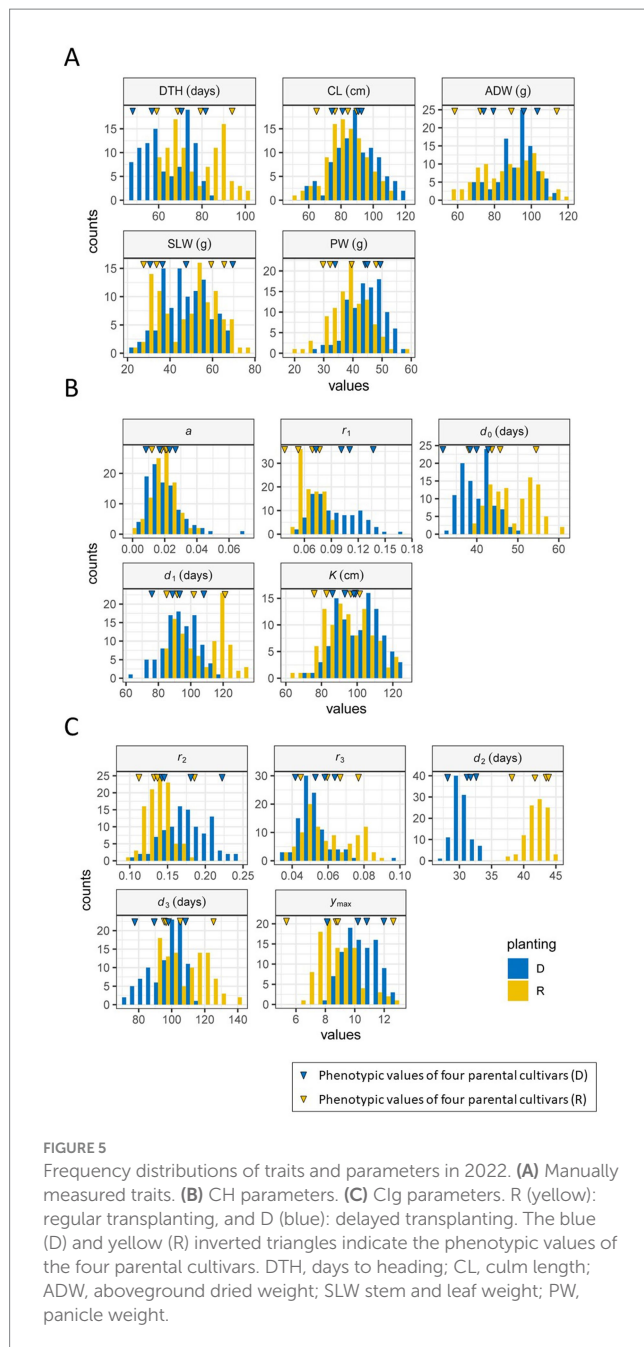 A
DTH (days) CL (cm) ADW (g)
15 10 5 0
60 80 100
15 10 5 0
40 60 80 100 120
25 20 15 10 5 0
60 80 100 120
counts
SLW (g) PW (g)
15 10 5 0
20 40 60 80
20 15 10 5 0
20 30 40 50 60
values
B
a r1 d0 (days)
20 10 0
0.00 0.02 0.04 0.06
30 20 10 0
0.06 0.09 0.12 0.15 0.18
25 20 15 10 5 0
40 50 60
counts
d1 (days) K (cm)
20 15 10 5 0
60 80 100 120
15 10 5 0
60 80 100 120
values
C
r2 r3 d2 (days)
25 20 15 10 5 0
0.10 0.15 0.20 0.25
30 20 10 0
0.04 0.06 0.08 0.10
40 30 20 10 0
30 35 40 45
counts
d3 (days) ymax
20 15 10 5 0
80 100 120 140
20 15 10 5 0
6 8 10 12
values
planting
D
R
Phenotypic values of four parental cultivars (D)
Phenotypic values of four parental cultivars (R)
FIGURE 5
Frequency distributions of traits and parameters in 2022. (A) Manually
measured traits. (B) CH parameters. (C) CIg parameters. R (yellow):
regular transplanting, and D (blue): delayed transplanting. The blue
(D) and yellow (R) inverted triangles indicate the phenotypic values of
the four parental cultivars. DTH, days to heading; CL, culm length;
ADW, aboveground dried weight; SLW stem and leaf weight; PW,
panicle weight.